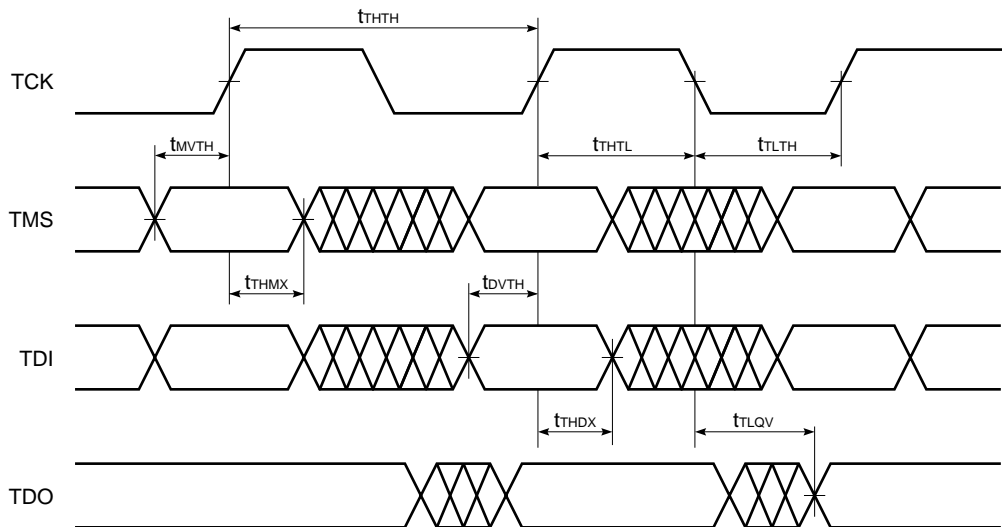 tTHTH
TCK
tMVTH
tTHTL
tTLTH
TMS
tTHMX
tDVTH
TDI
tTHDX
tTLQV
TDO